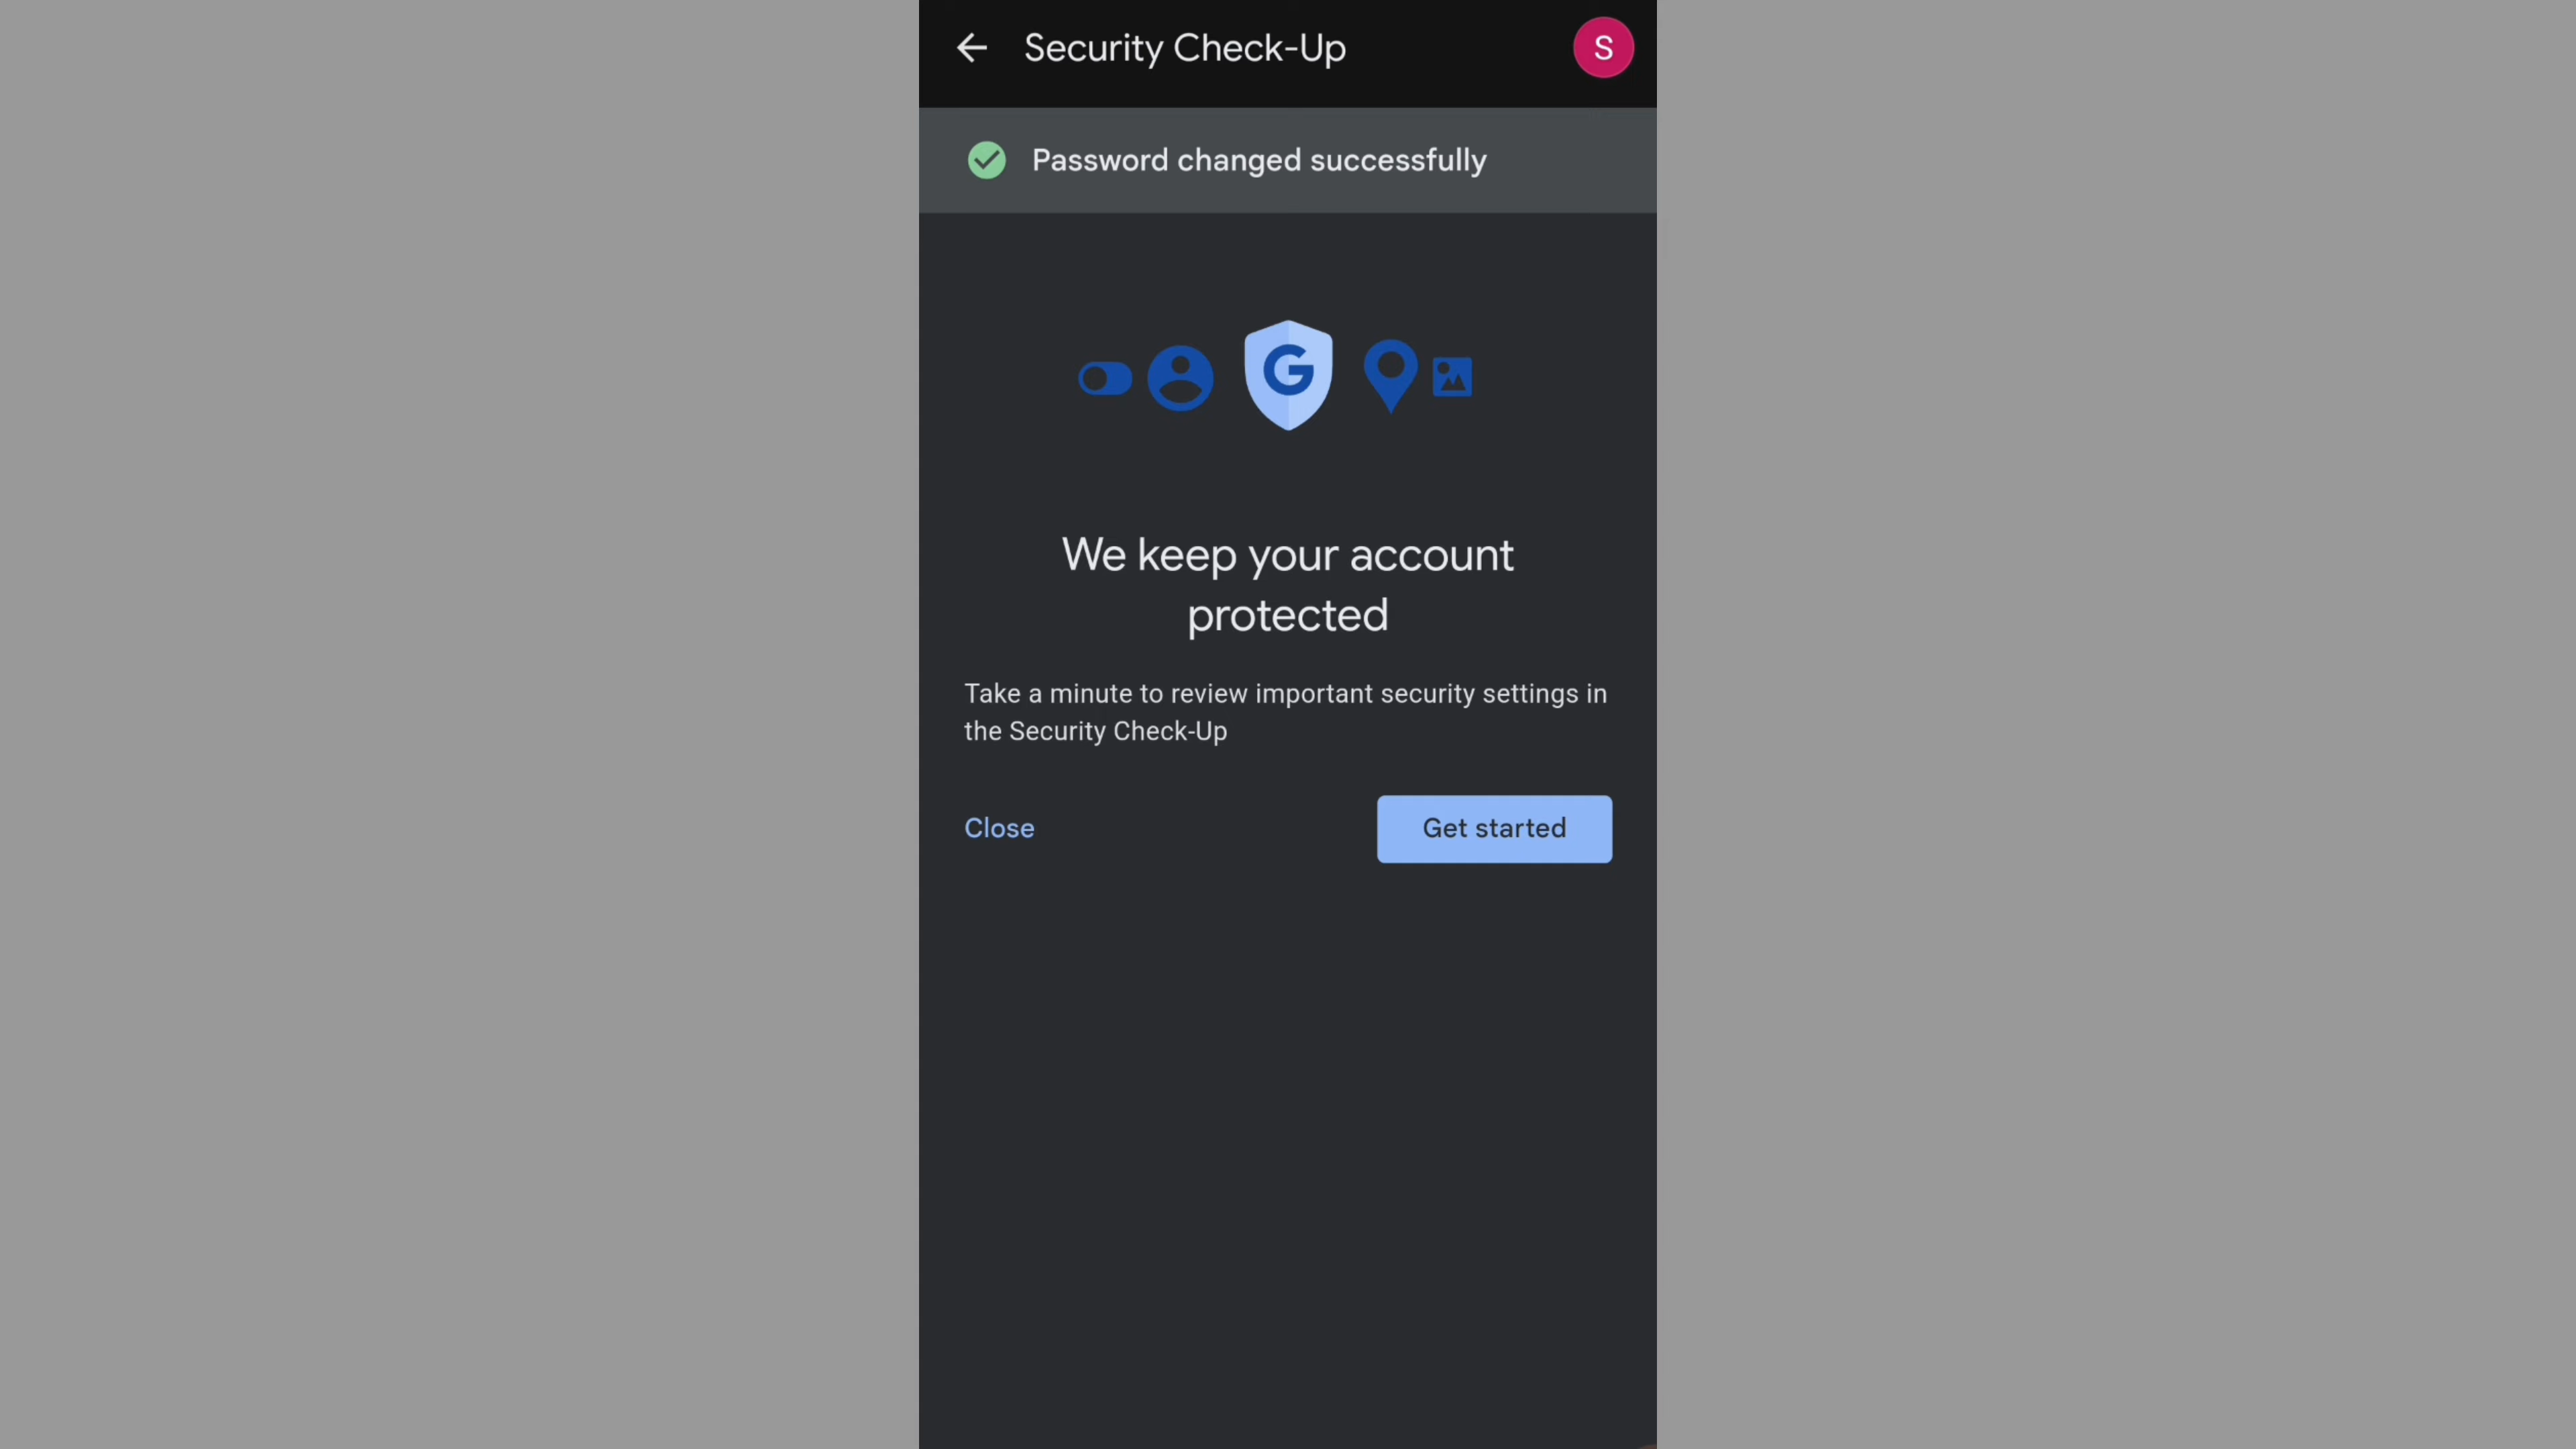 Security Check-Up
S
Password changed successfully
G
We keep your account
protected
Take a minute to review important security settings in
the Security Check-Up
Close
Get started